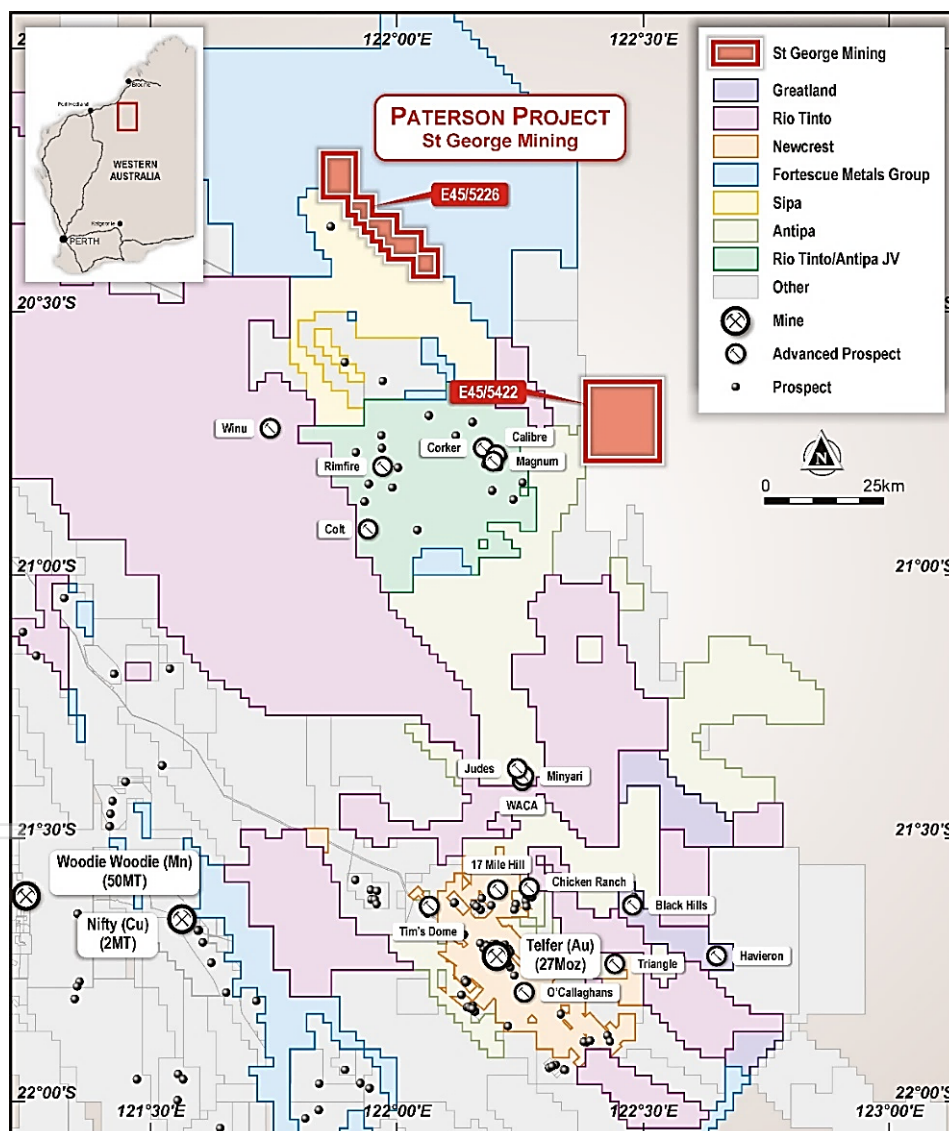 122°00'E
122°30'E
Broome
Port Hedland
WESTERN
AUSTRALIA
Kalgoorlie
PERTH
PATERSON PROJECT
St George Mining
E45/5226
St George Mining
Greatland
Rio Tinto
Newcrest
Fortescue Metals Group
Sipa
Antipa
Rio Tinto/Antipa JV
Other
Mine
Advanced Prospect
Prospect
N
0 25km
20°30'S
E45/5422
Winu
Corker
Calibre
Magnum
Rimfire
Colt
21°00'S
21°00'S
Judes
Minyari
WACA
21°30'S
21°30'S
Woodie Woodie (Mn)
(50MT)
Nifty (Cu)
(2MT)
17 Mile Hill
Chicken Ranch
Black Hills
Tim's Dome
Telfer (Au)
(27Moz)
Triangle
Havieron
O'Callaghans
22°00'S
22°00'S
121°30'E
122°00'E
122°30'E
123°00'E